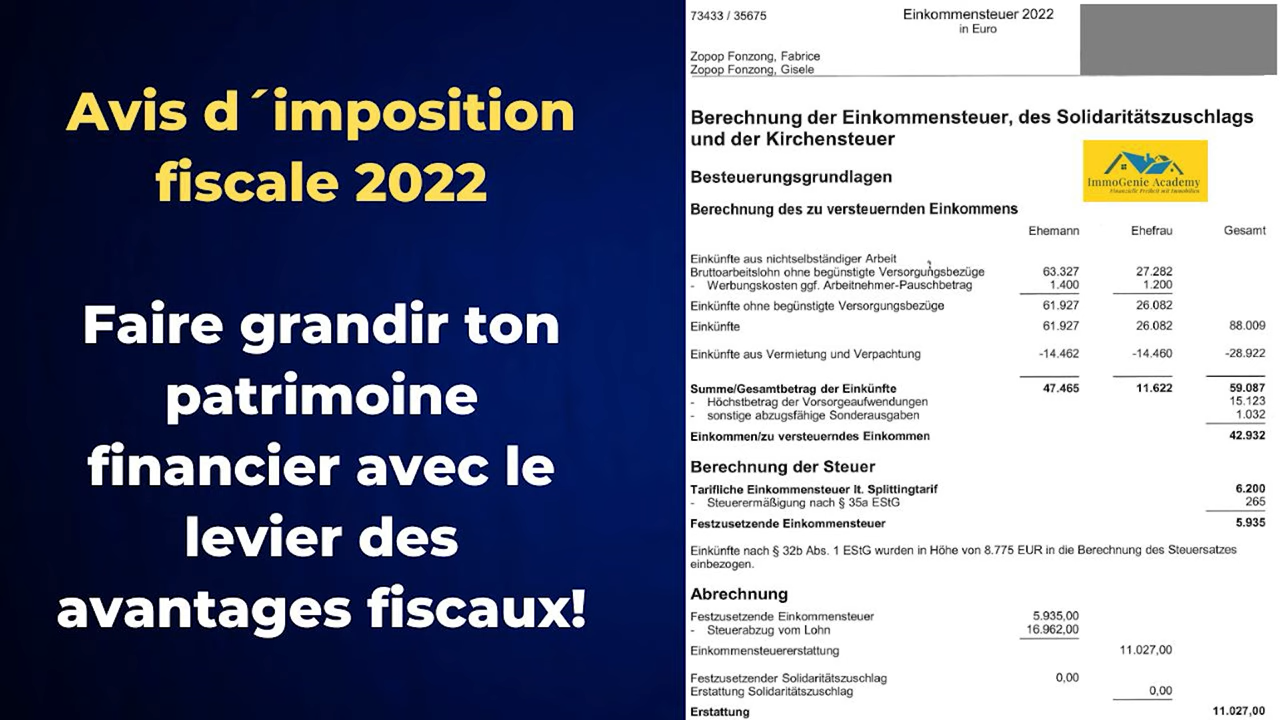 Avis d´imposition
fiscale 2022
Faire grandir ton
patrimoine
financier avec le
levier des
avantages fiscaux!
73433 / 35675
Einkommensteuer 2022
in Euro
Zopop Fonzong, Fabrice
Zopop Fonzong, Gisele
Berechnung der Einkommensteuer, des Solidaritätszuschlags
und der Kirchensteuer
ImmoGenie Academy
Finanzielle Freiheit mit Immobilien
Besteuerungsgrundlagen
Berechnung des zu versteuernden Einkommens
Ehemann Ehefrau Gesamt
Einkünfte aus nichtselbständiger Arbeit
Bruttoarbeitslohn ohne begünstigte Versorgungsbezüge 63.327 27.282
- Werbungskosten ggf. Arbeitnehmer-Pauschbetrag 1.400 1.200
Einkünfte ohne begünstigte Versorgungsbezüge 61.927 26.082
Einkünfte 61.927 26.082 88.009
Einkünfte aus Vermietung und Verpachtung -14.462 -14.460 -28.922
Summe/Gesamtbetrag der Einkünfte 47.465 11.622 59.087
- Höchstbetrag der Vorsorgeaufwendungen 15.123
- sonstige abzugsfähige Sonderausgaben 1.032
Einkommen/zu versteuerndes Einkommen 42.932
Berechnung der Steuer
Tarifliche Einkommensteuer lt. Splittingtarif 6.200
- Steuerermäßigung nach § 35a EStG 265
Festzusetzende Einkommensteuer 5.935
Einkünfte nach § 32b Abs. 1 EStG wurden in Höhe von 8.775 EUR in die Berechnung des Steuersatzes
einbezogen.
Abrechnung
Festzusetzende Einkommensteuer 5.935,00
- Steuerabzug vom Lohn 16.962,00
Einkommensteuererstattung 11.027,00
Festzusetzender Solidaritätszuschlag 0,00
Erstattung Solidaritätszuschlag 0,00
Erstattung 11.027,00